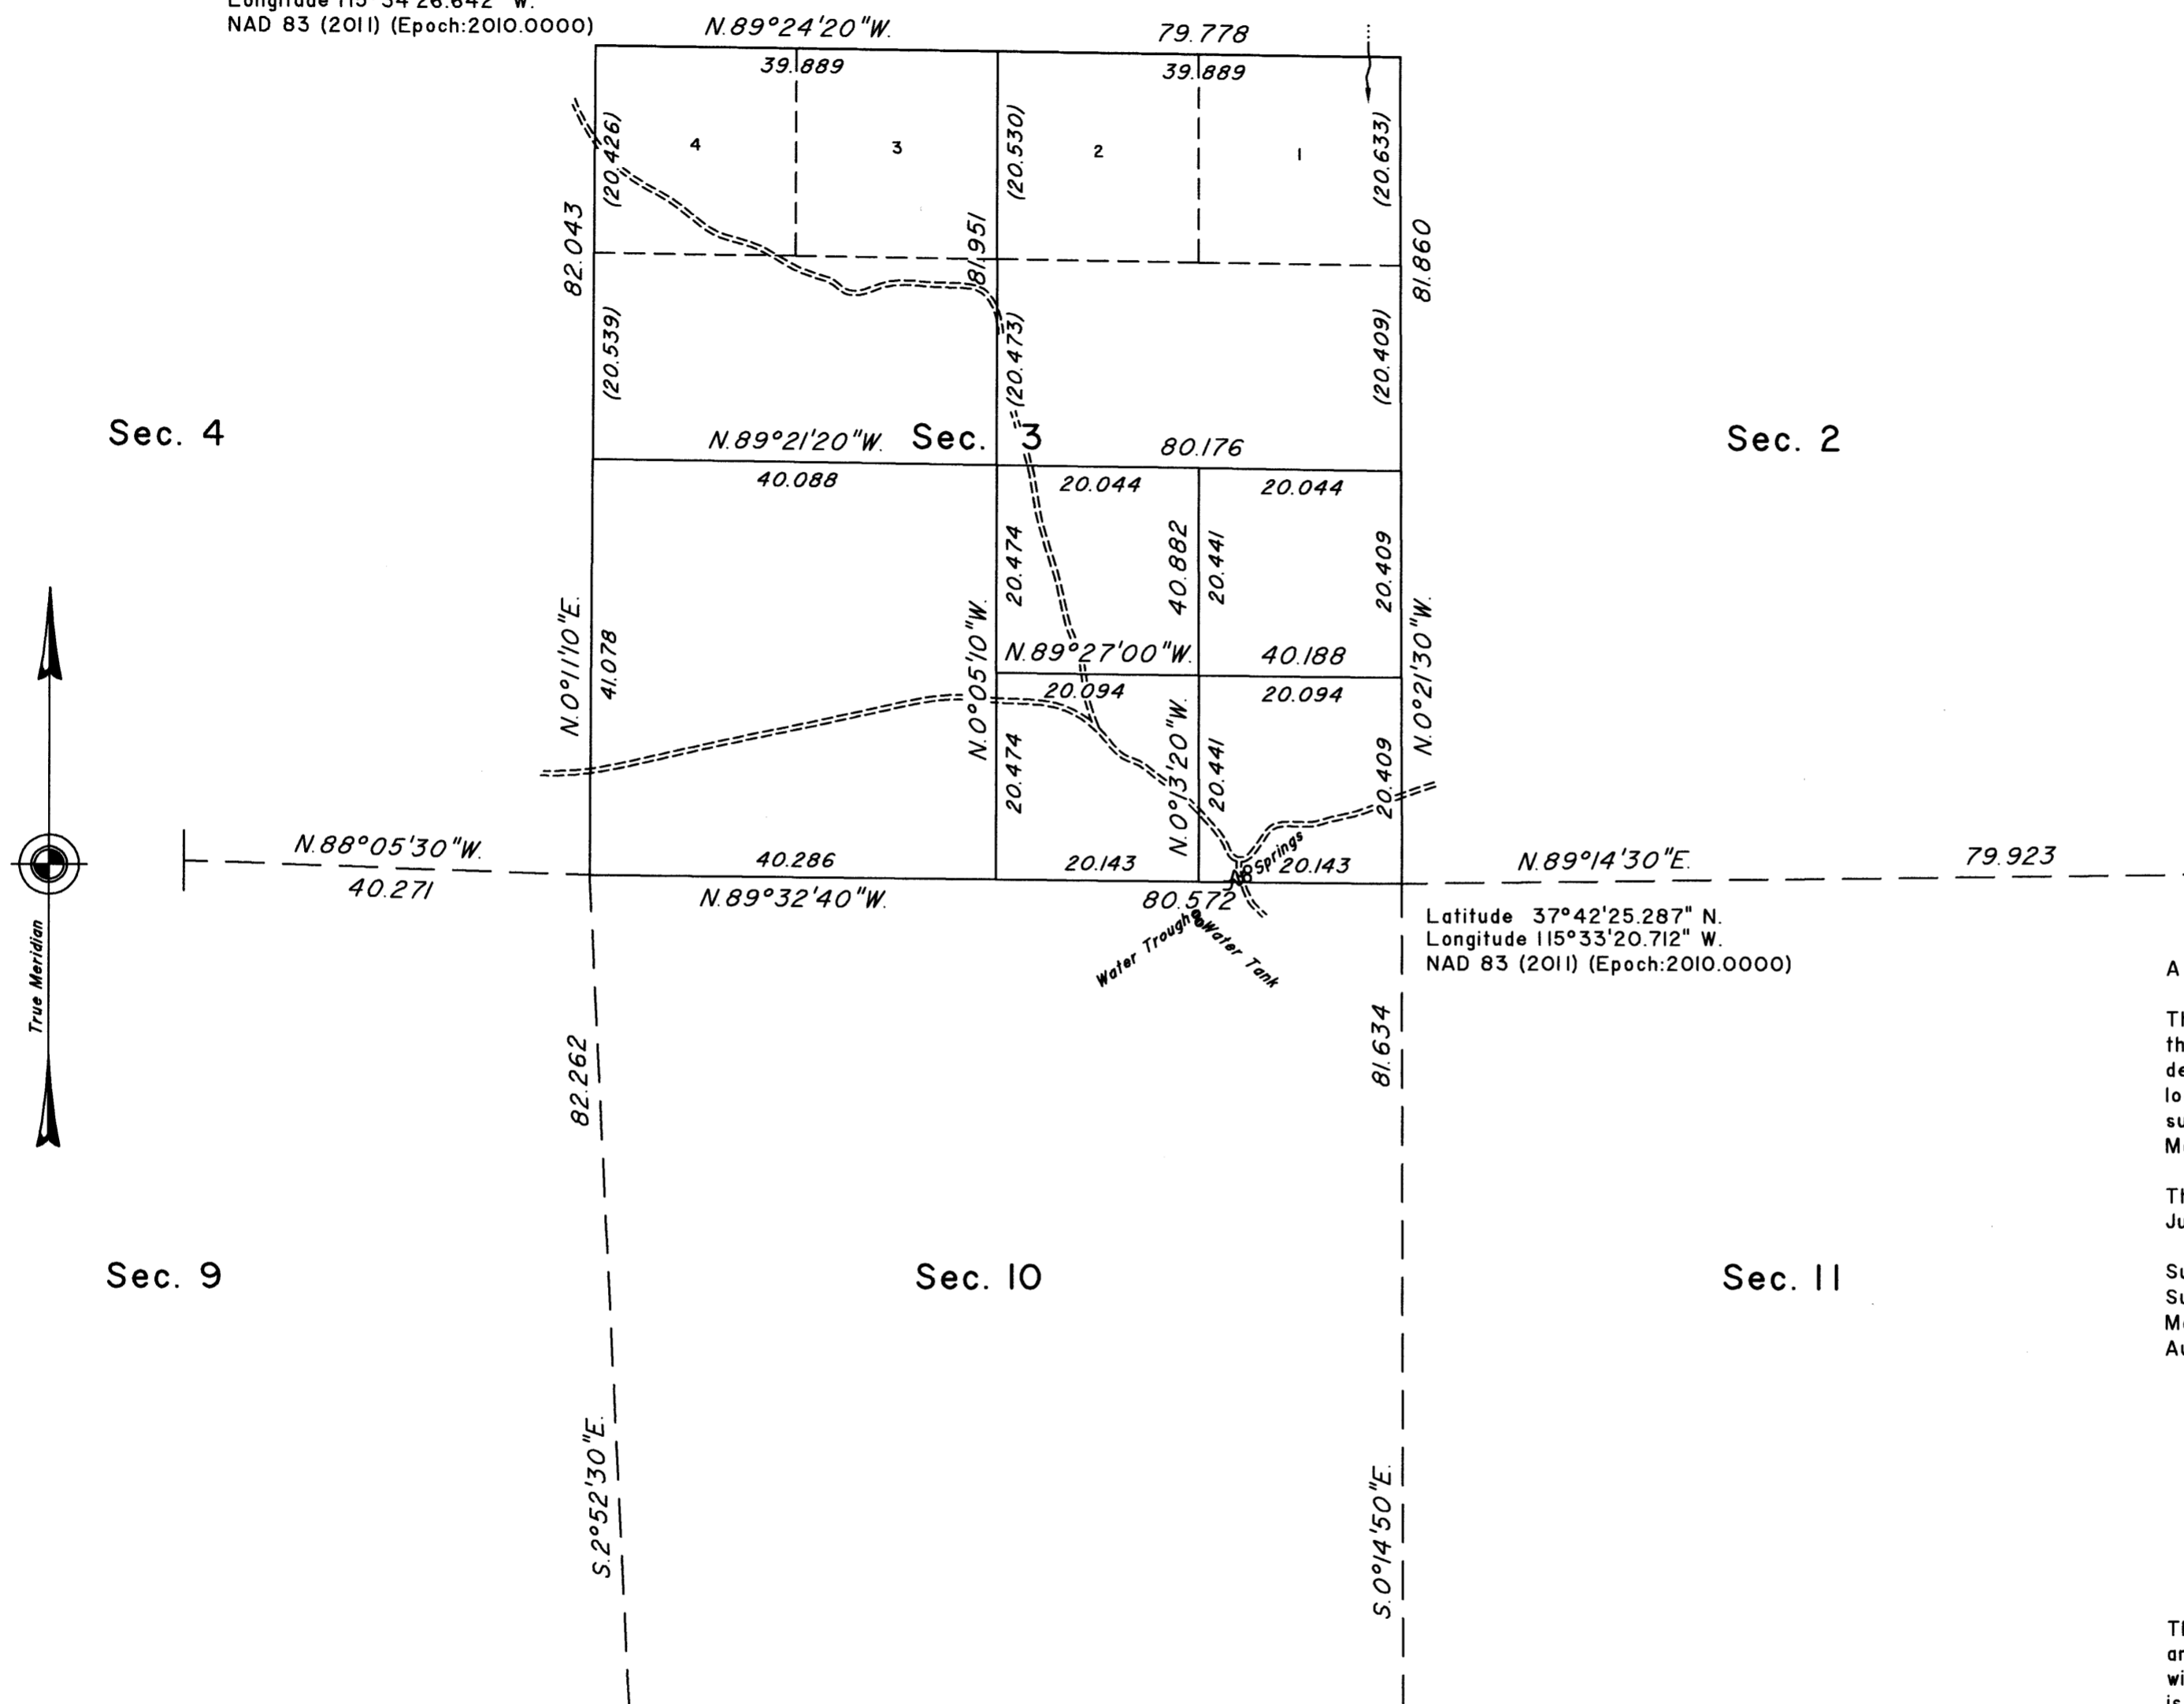 Longitude 115°34'26.642" W.
NAD 83 (2011) (Epoch:2010.0000)
N.89°24'20"W.
79.778
39.889
39.889
(20.426)
4
3
(20.530)
2
1
(20.633)
82.043
81.951
81.860
(20.539)
(20.473)
(20.409)
Sec. 4
N.89°21'20"W.
Sec. 3
80.176
Sec. 2
40.088
20.044
20.044
20.474
40.882
20.441
20.409
N.0°11'10"E.
41.078
N.0°05'10"W.
N.89°27'00"W.
40.188
N.0°21'30"W.
20.094
20.094
20.474
N.0°13'20"W.
20.441
20.409
N.88°05'30"W.
40.271
40.286
20.143
Springs
20.143
N.89°14'30"E.
79.923
N.89°32'40"W.
80.572
Water Trough
Water Tank
Latitude 37°42'25.287" N.
Longitude 115°33'20.712" W.
NAD 83 (2011) (Epoch:2010.0000)
True Meridian
82.262
81.634
Sec. 9
Sec. 10
Sec. 11
S.2°52'30"E.
S.0°14'50"E.
A